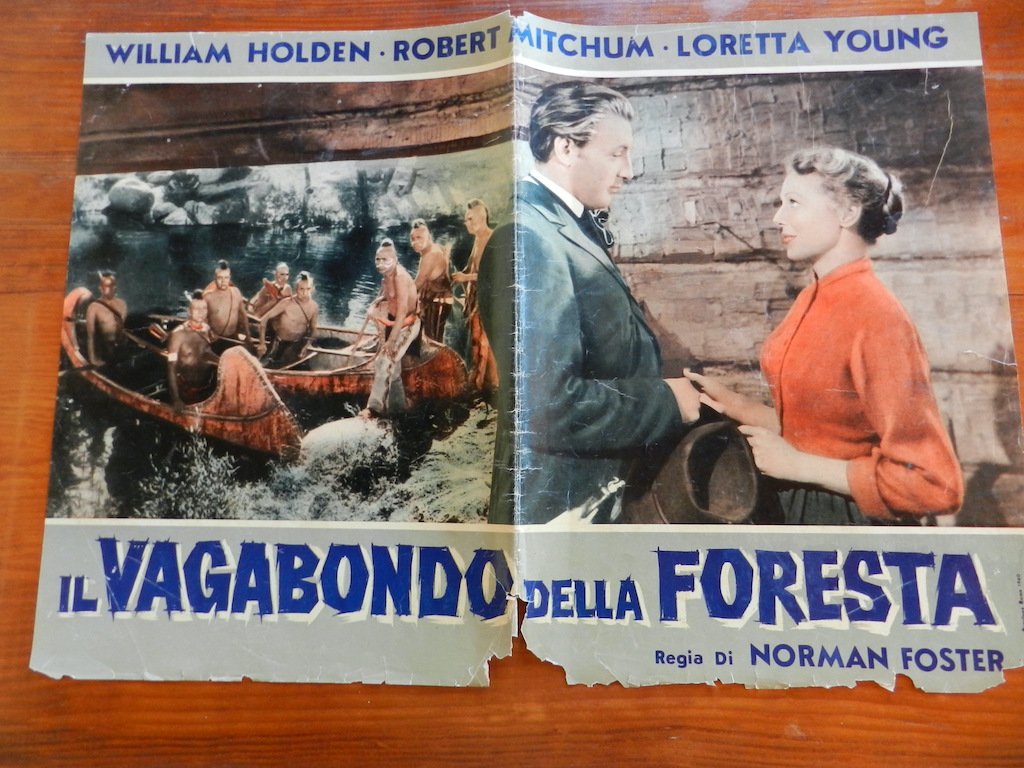 WILLIAM HOLDEN · ROBERT MITCHUM · LORETTA YOUNG
IL VAGABONDO DELLA FORESTA
Regia Di NORMAN FOSTER